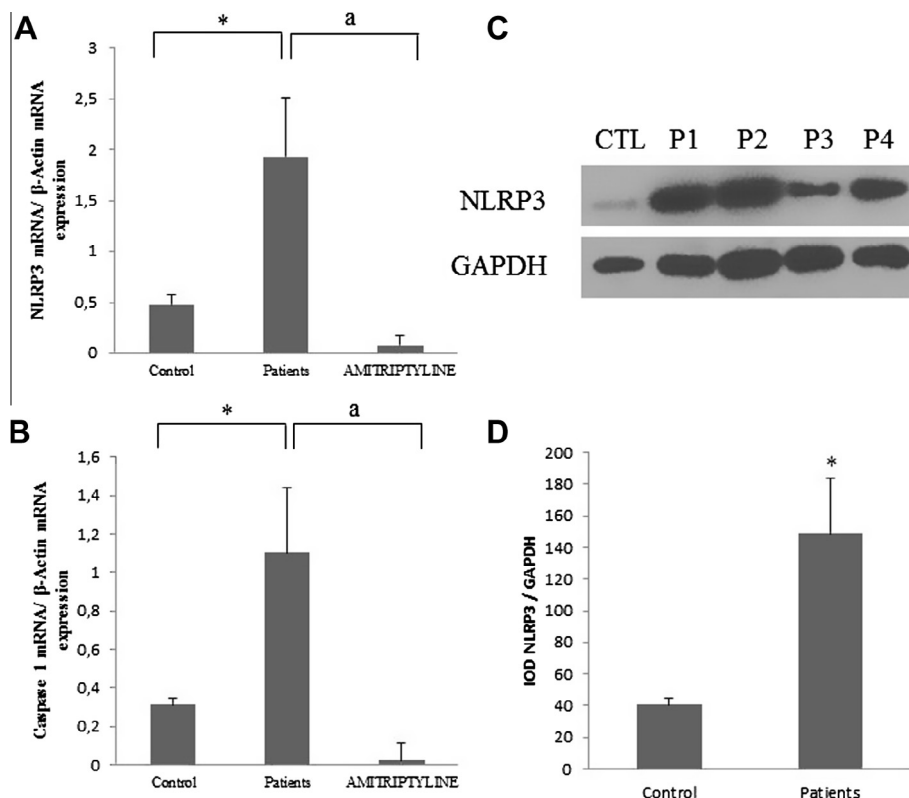 A
*
a
3
2,5
2
1,5
1
0,5
0
NLRP3 mRNA/ β-Actin mRNA
expression
Control
Patients
AMITRIPTYLINE
C
CTL
P1
P2
P3
P4
NLRP3
GAPDH
B
*
a
1,6
1,4
1,2
1
0,8
0,6
0,4
0,2
0
Caspase 1 mRNA/ β-Actin mRNA
expression
Control
Patients
AMITRIPTYLINE
D
200
180
160
140
120
100
80
60
40
20
0
*
IOD NLRP3 / GAPDH
Control
Patients